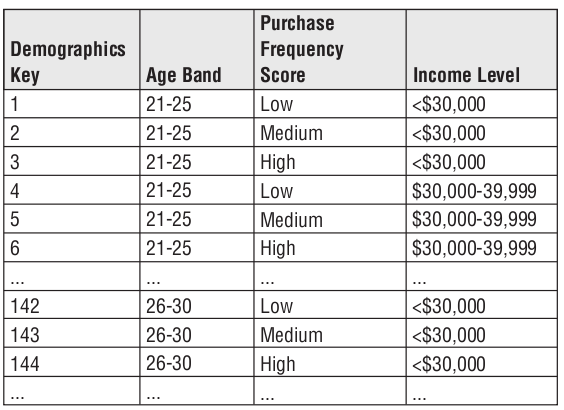 Demographics Key Age Band Purchase Frequency Score Income Level
1 21-25 Low <$30,000
2 21-25 Medium <$30,000
3 21-25 High <$30,000
4 21-25 Low $30,000-39,999
5 21-25 Medium $30,000-39,999
6 21-25 High $30,000-39,999
... ... ... ...
142 26-30 Low <$30,000
143 26-30 Medium <$30,000
144 26-30 High <$30,000
... ... ... ...